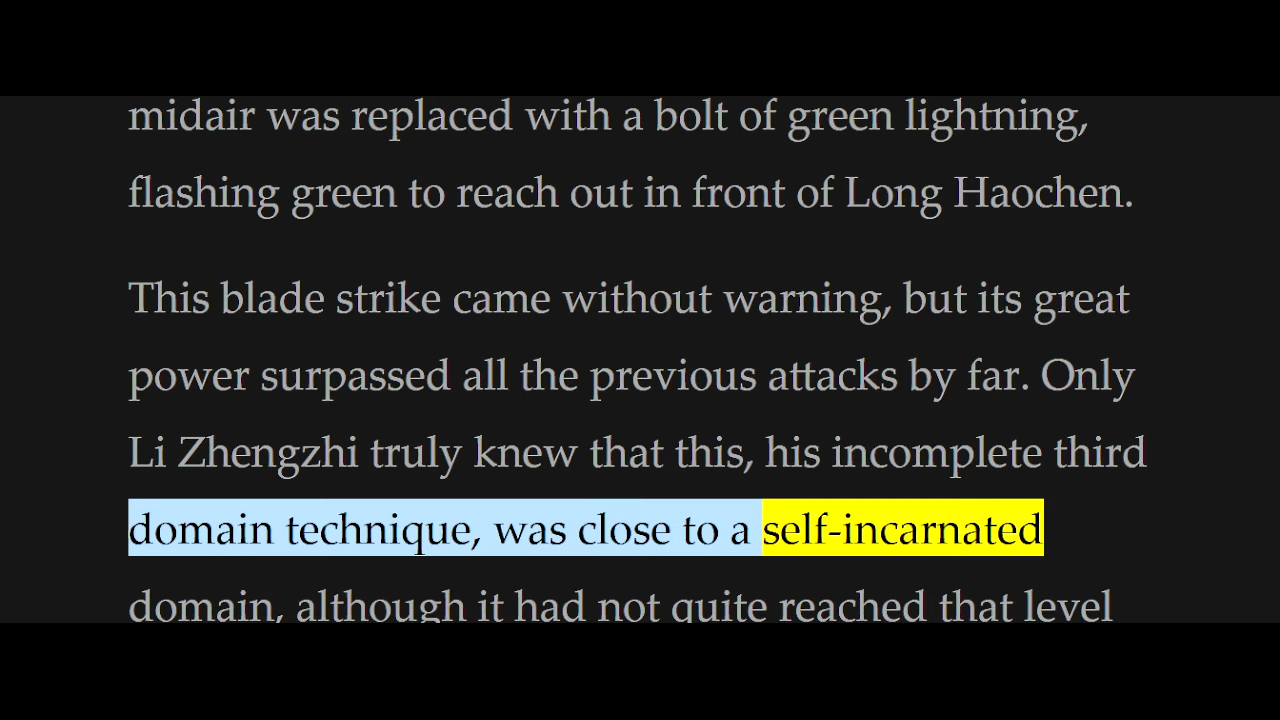 midair was replaced with a bolt of green lightning,
flashing green to reach out in front of Long Haochen.
This blade strike came without warning, but its great
power surpassed all the previous attacks by far. Only
Li Zhengzhi truly knew that this, his incomplete third
domain technique, was close to a self-incarnated
domain, although it had not quite reached that level